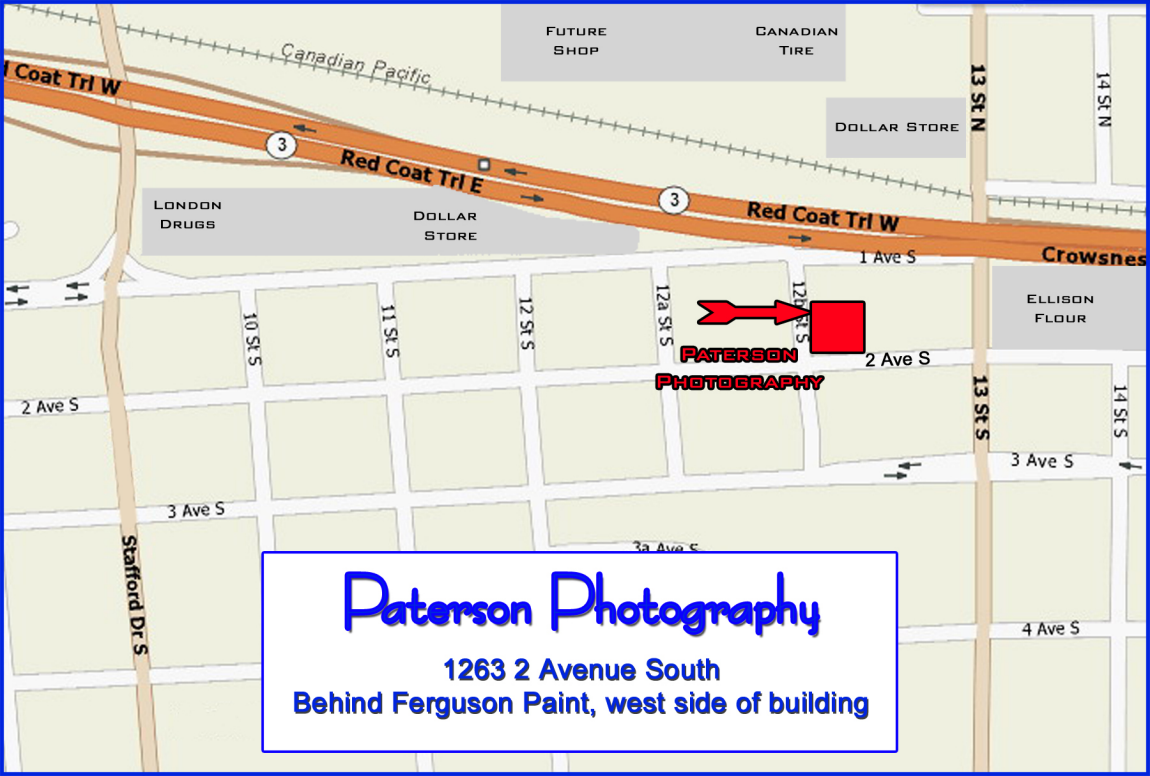 FUTURE
SHOP
CANADIAN
TIRE
Canadian Pacific
d Coat Trl W
13 St N
14 St N
DOLLAR STORE
3
Red Coat Trl E
3
Red Coat Trl W
LONDON
DRUGS
DOLLAR
STORE
1 Ave S
Crowsnes
ELLISON
FLOUR
10 St S
11 St S
12 St S
12a St S
12b St S
PATERSON
PHOTOGRAPHY
2 Ave S
2 Ave S
13 St S
14 St S
3 Ave S
3 Ave S
3a Ave S
Stafford Dr S
4 Ave S
Paterson Photography
1263 2 Avenue South
Behind Ferguson Paint, west side of building